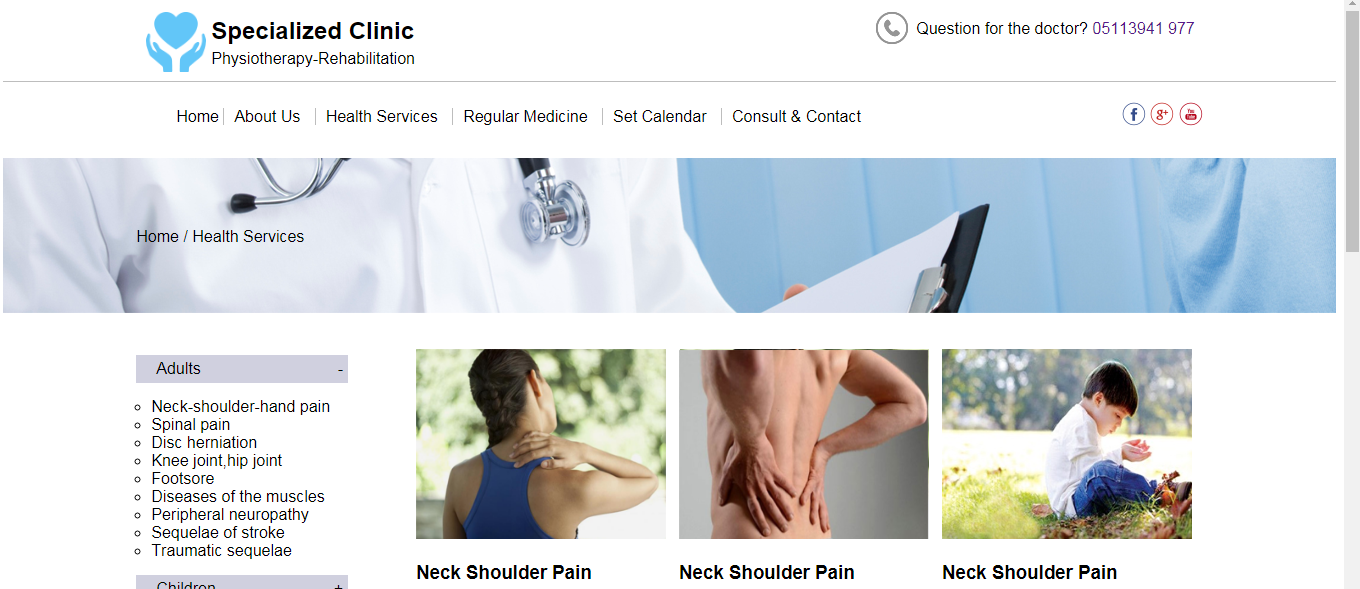 Specialized Clinic
Physiotherapy-Rehabilitation
Question for the doctor? 05113941 977
Home
About Us
Health Services
Regular Medicine
Set Calendar
Consult & Contact
f
g+
You Tube
Home / Health Services
Adults -
Neck-shoulder-hand pain
Spinal pain
Disc herniation
Knee joint,hip joint
Footsore
Diseases of the muscles
Peripheral neuropathy
Sequelae of stroke
Traumatic sequelae
Children +
Neck Shoulder Pain
Neck Shoulder Pain
Neck Shoulder Pain